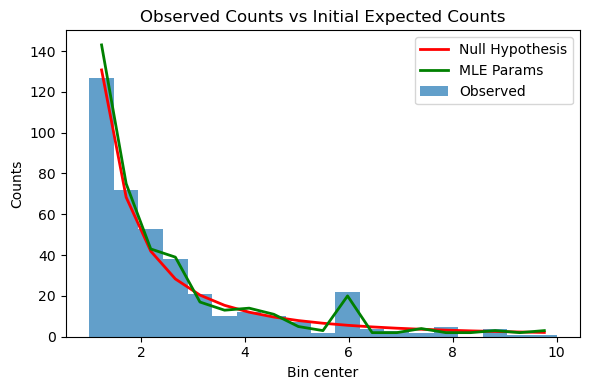 Observed Counts vs Initial Expected Counts
Null Hypothesis
MLE Params
Observed
Counts
140
120
100
80
60
40
20
0
2
4
6
8
10
Bin center